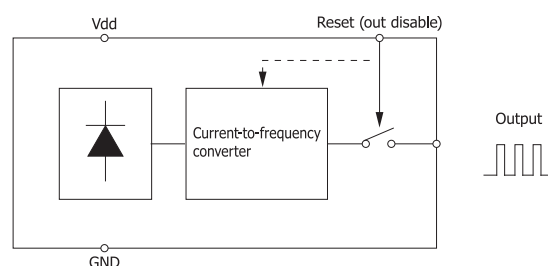 Vdd
Reset (out disable)
Current-to-frequency
converter
Output
GND